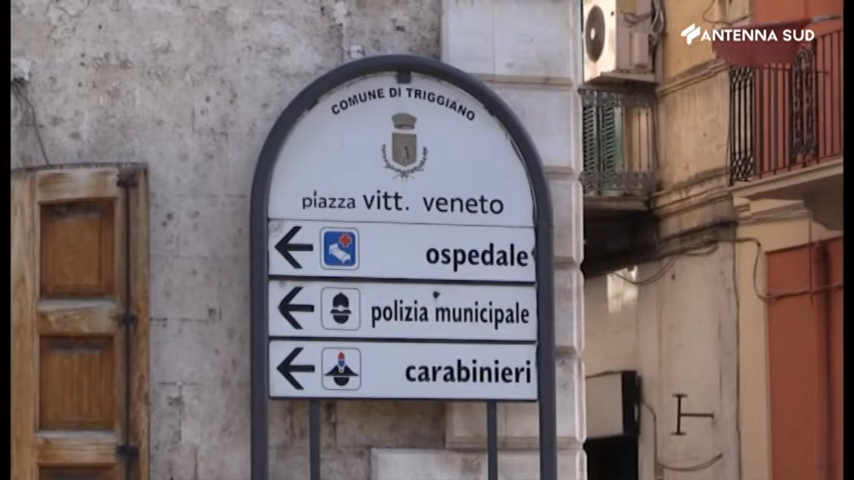 ANTENNA SUD
COMUNE DI TRIGGIANO
piazza vitt. veneto
ospedale
polizia municipale
carabinieri